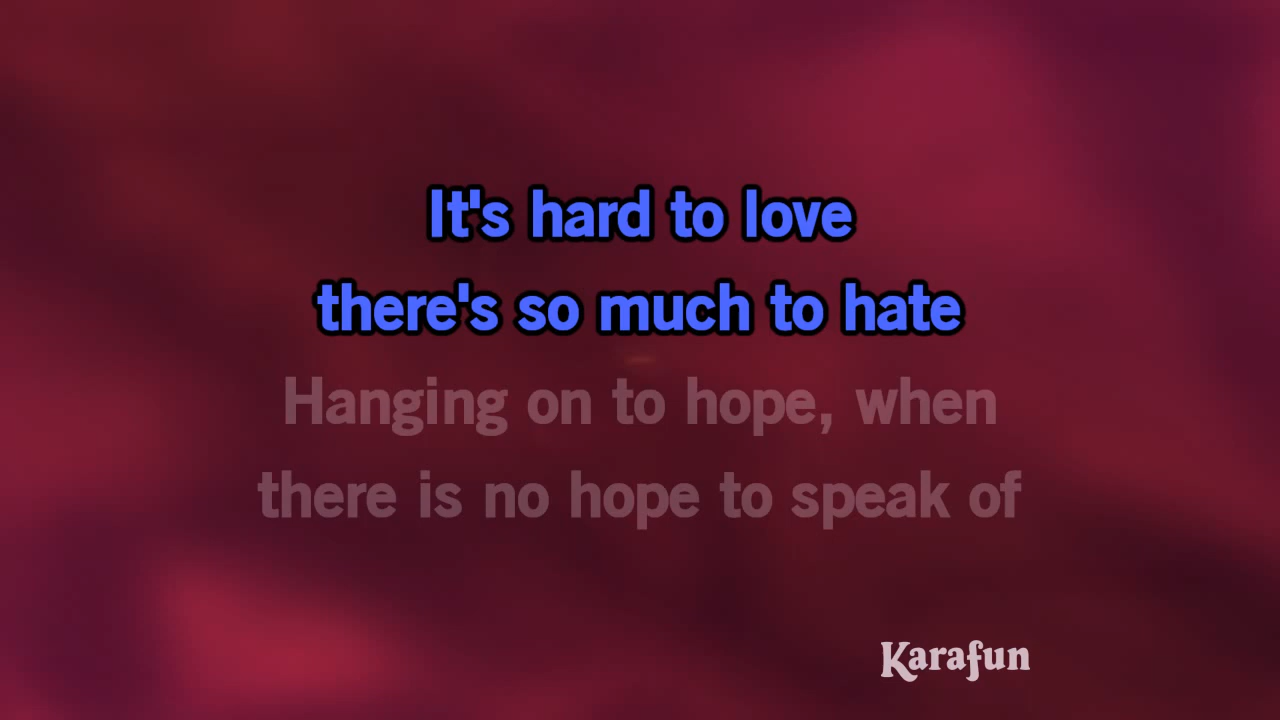 It's hard to love
there's so much to hate
Hanging on to hope, when
there is no hope to speak of
Karafun